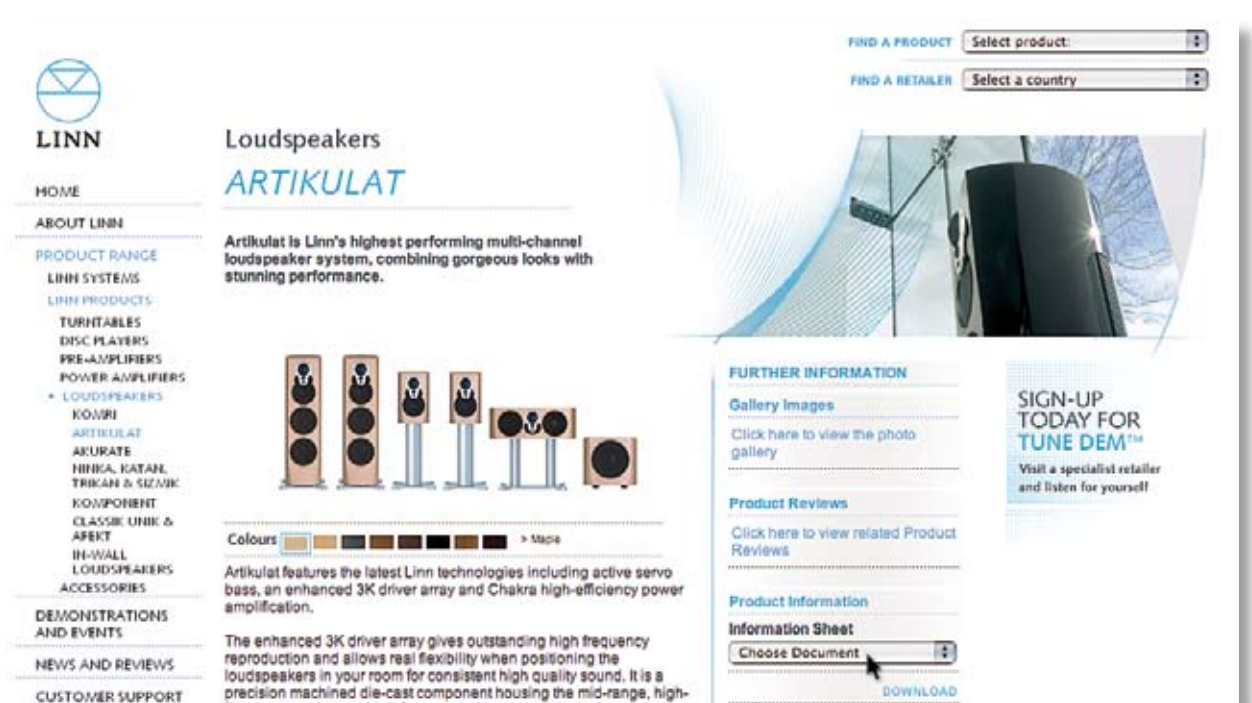 FIND A PRODUCT Select product:
FIND A RETAILER Select a country
LINN
HOME
ABOUT LINN
PRODUCT RANGE
LINN SYSTEMS
LINN PRODUCTS
TURNTABLES
DISC PLAYERS
PRE-AMPLIFIERS
POWER AMPLIFIERS
• LOUDSPEAKERS
KOMRI
ARTIKULAT
AKURATE
NINKA, KATAN,
TRIKAN & SIZMIK
KOMPONENT
CLASSIK UNIK &
AFEKT
IN-WALL
LOUDSPEAKERS
ACCESSORIES
DEMONSTRATIONS
AND EVENTS
NEWS AND REVIEWS
CUSTOMER SUPPORT
Loudspeakers
ARTIKULAT
Artikulat is Linn's highest performing multi-channel
loudspeaker system, combining gorgeous looks with
stunning performance.
Colours > Maple
Artikulat features the latest Linn technologies including active servo
bass, an enhanced 3K driver array and Chakra high-efficiency power
amplification.
The enhanced 3K driver array gives outstanding high frequency
reproduction and allows real flexibility when positioning the
loudspeakers in your room for consistent high quality sound. It is a
precision machined die-cast component housing the mid-range, high-
FURTHER INFORMATION
Gallery Images
Click here to view the photo
gallery
Product Reviews
Click here to view related Product
Reviews
Product Information
Information Sheet
Choose Document
DOWNLOAD
SIGN-UP
TODAY FOR
TUNE DEM™
Visit a specialist retailer
and listen for yourself